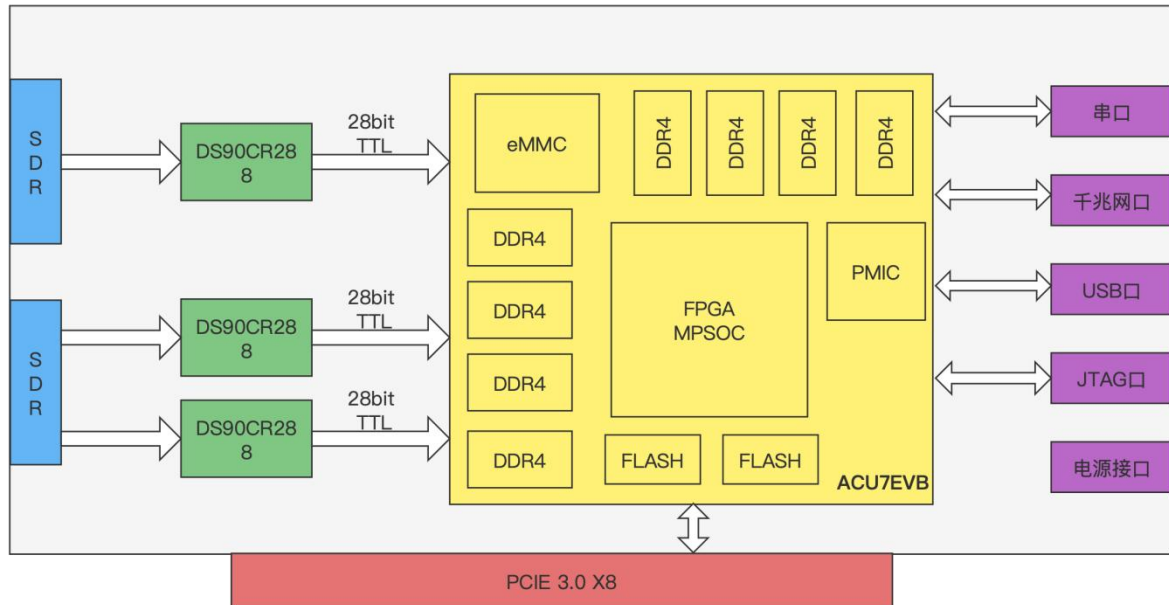 S
D
R
DS90CR28
8
28bit
TTL
eMMC
DDR4
DDR4
DDR4
DDR4
串口
千兆网口
DDR4
PMIC
S
D
R
DS90CR28
8
28bit
TTL
DDR4
FPGA
MPSOC
USB口
DS90CR28
8
28bit
TTL
DDR4
JTAG口
DDR4
FLASH
FLASH
ACU7EVB
电源接口
PCIE 3.0 X8